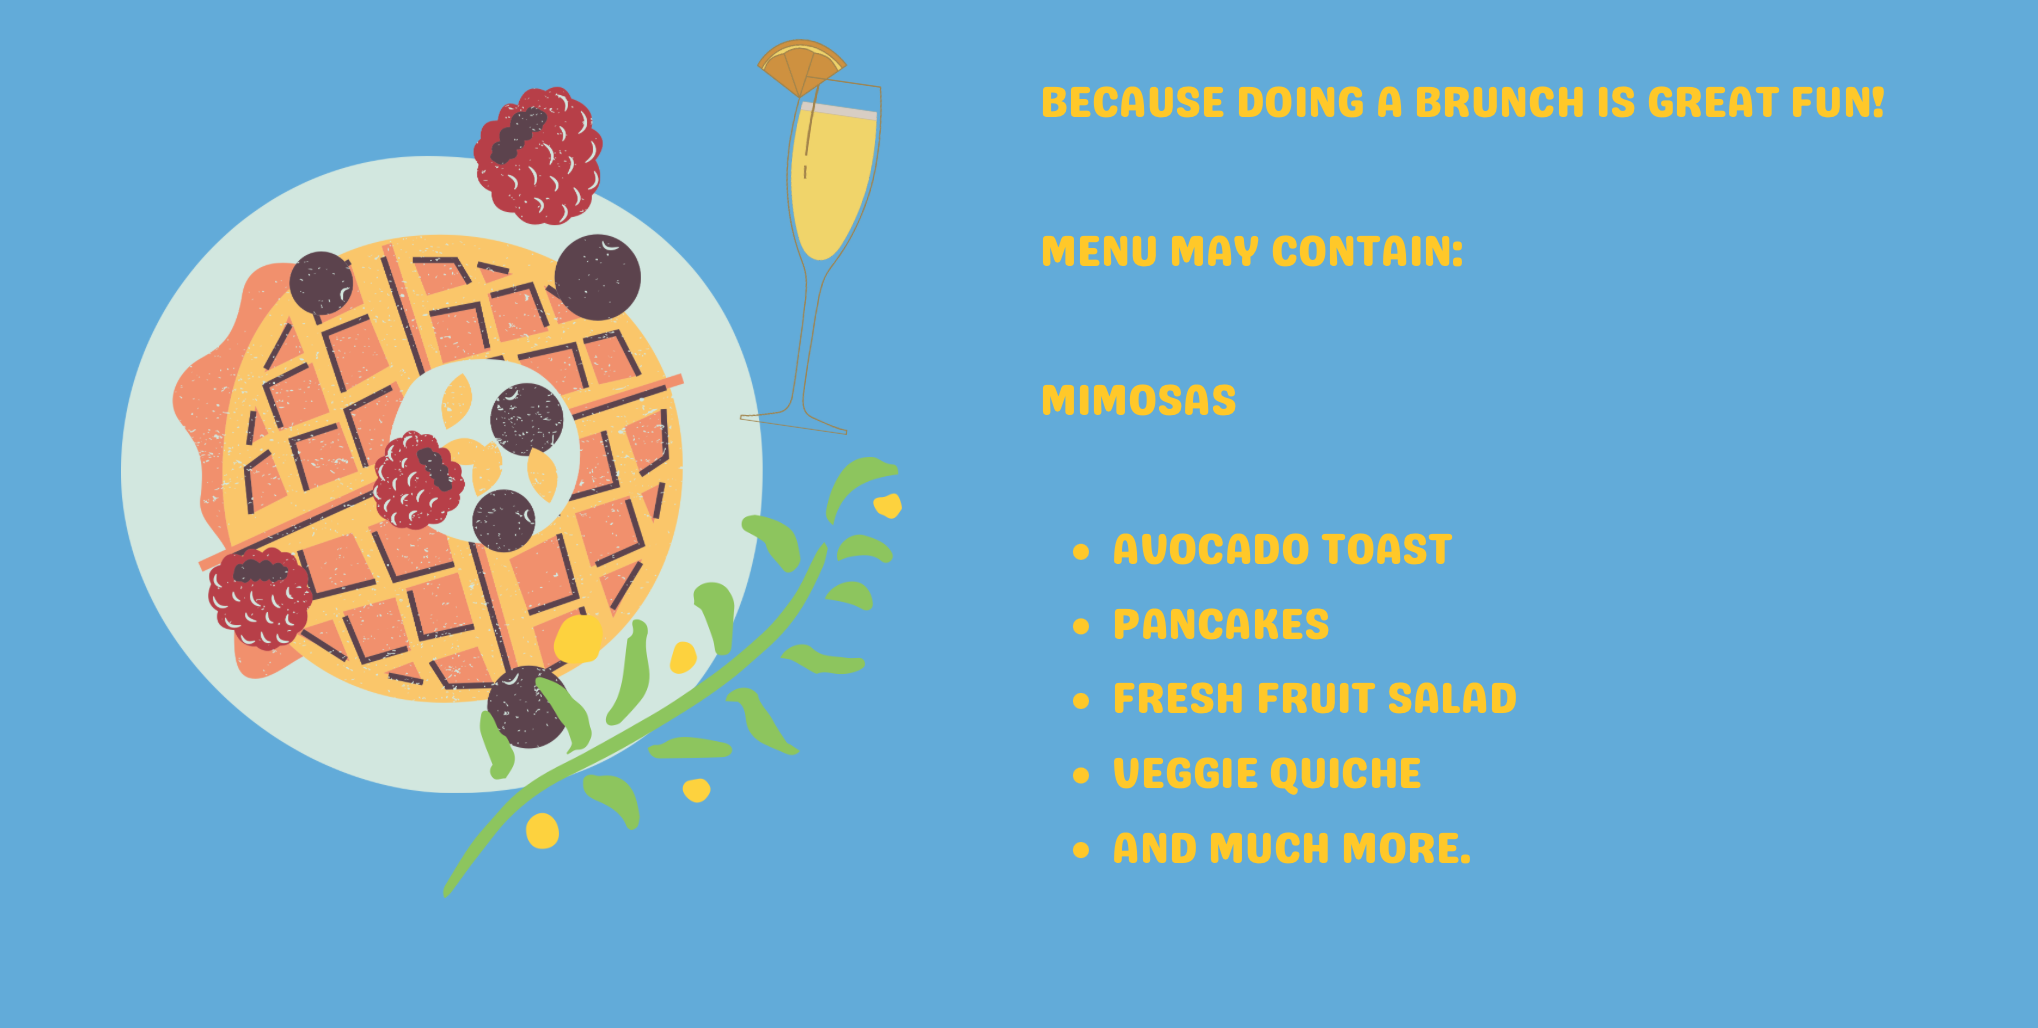 BECAUSE DOING A BRUNCH IS GREAT FUN!
MENU MAY CONTAIN:
MIMOSAS
• AVOCADO TOAST
• PANCAKES
• FRESH FRUIT SALAD
• VEGGIE QUICHE
• AND MUCH MORE.